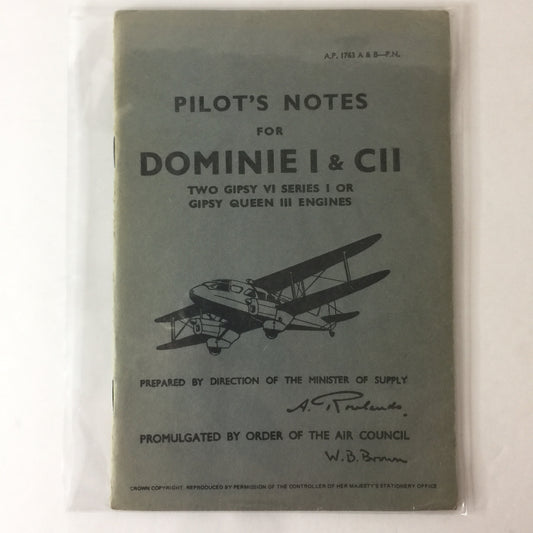 A.P. 1763 A & B—P.N.
PILOT'S NOTES
FOR
DOMINIE I & CII
TWO GIPSY VI SERIES I OR
GIPSY QUEEN III ENGINES
PREPARED BY DIRECTION OF THE MINISTER OF SUPPLY
A. Rowlands.
PROMULGATED BY ORDER OF THE AIR COUNCIL
W.B. Brown
CROWN COPYRIGHT. REPRODUCED BY PERMISSION OF THE CONTROLLER OF HER MAJESTY'S STATIONERY OFFICE